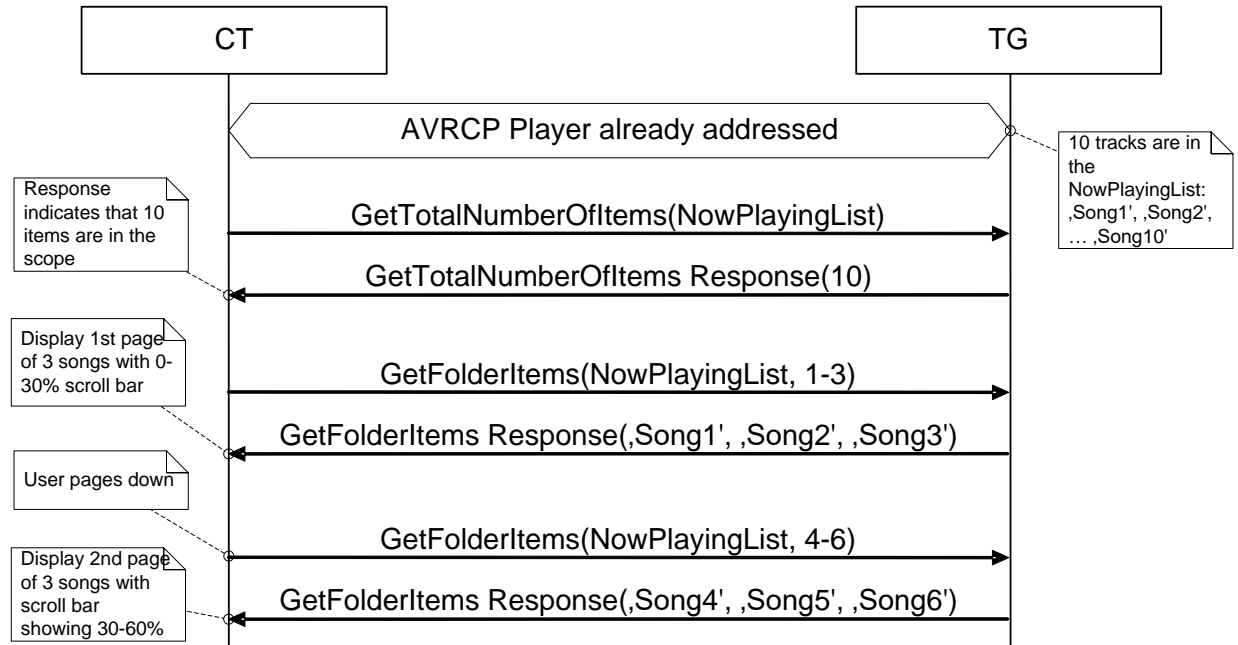 CT
TG
AVRCP Player already addressed
10 tracks are in
the
NowPlayingList:
‚Song1', ‚Song2',
… ‚Song10'
Response
indicates that 10
items are in the
scope
GetTotalNumberOfItems(NowPlayingList)
GetTotalNumberOfItems Response(10)
Display 1st page
of 3 songs with 0-
30% scroll bar
GetFolderItems(NowPlayingList, 1-3)
GetFolderItems Response(‚Song1', ‚Song2', ‚Song3')
User pages down
GetFolderItems(NowPlayingList, 4-6)
Display 2nd page
of 3 songs with
scroll bar
showing 30-60%
GetFolderItems Response(‚Song4', ‚Song5', ‚Song6')